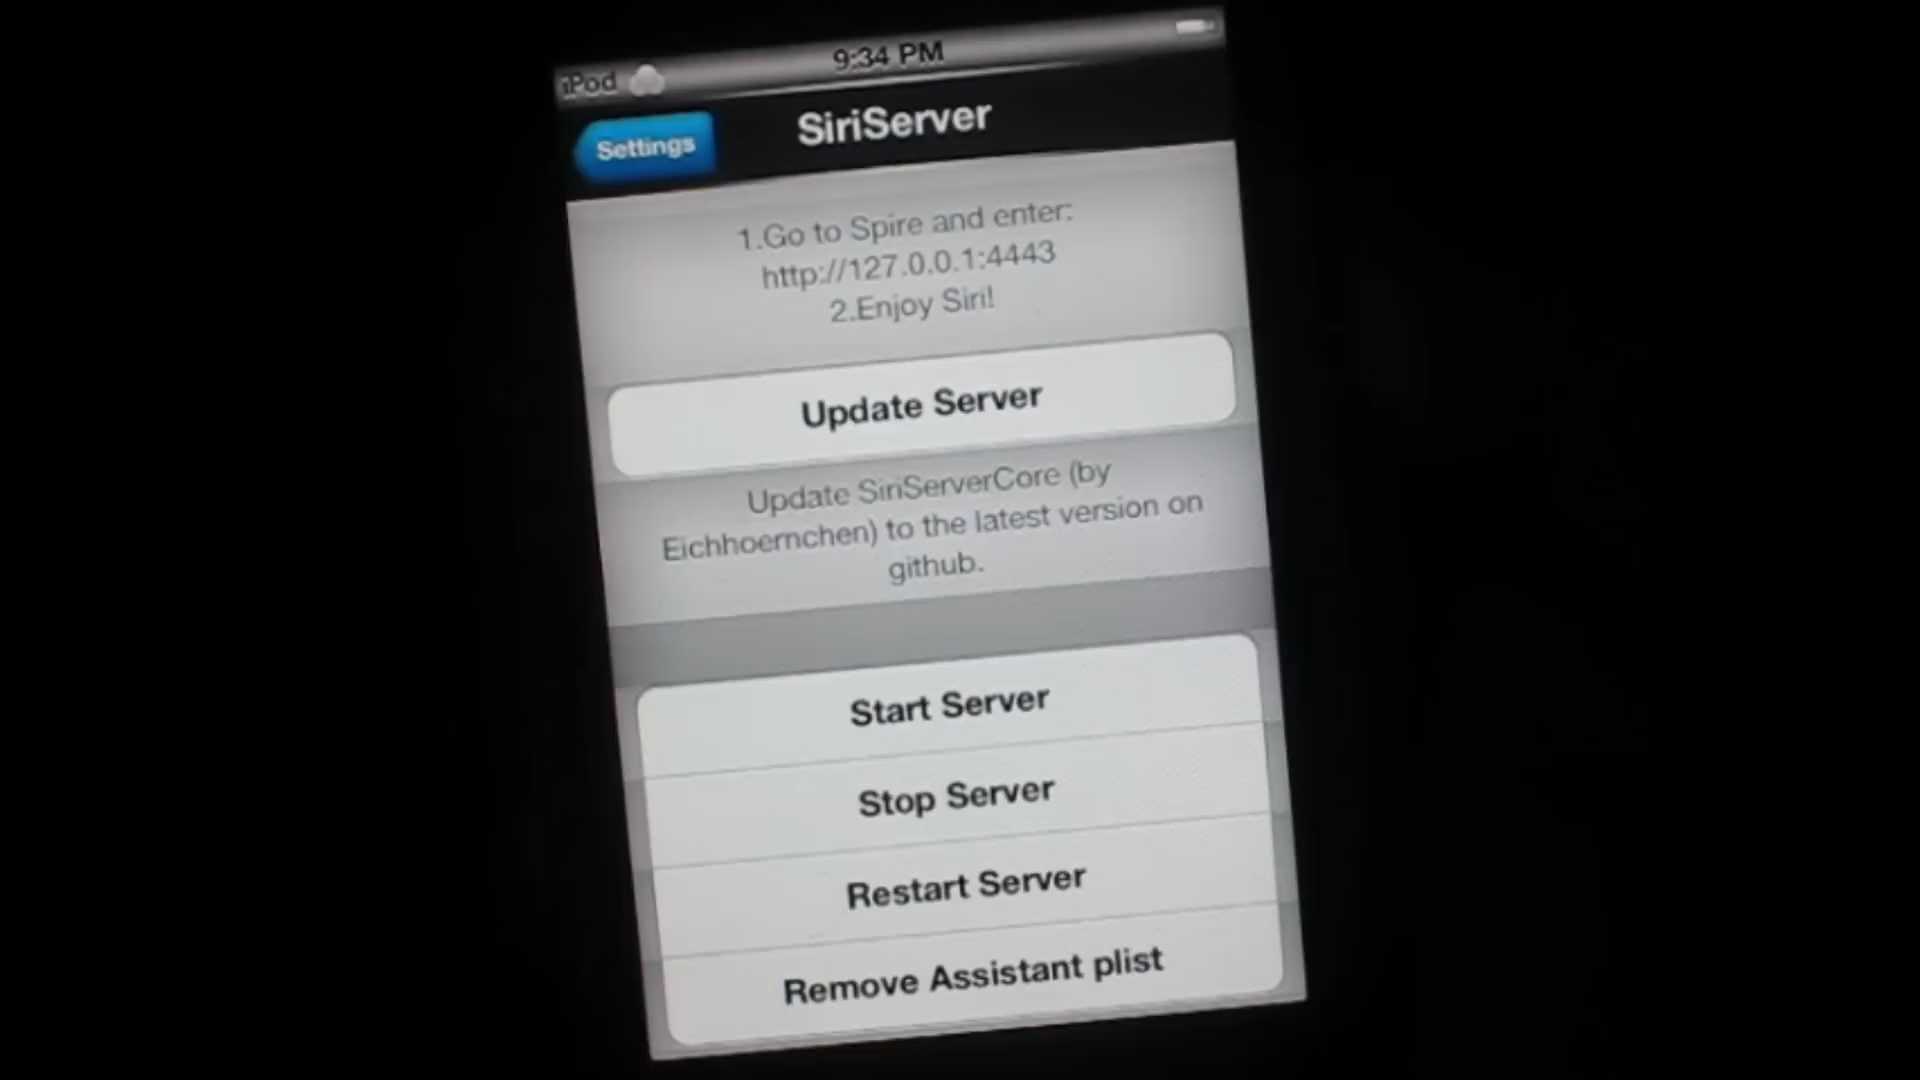 iPod
9:34 PM
Settings
SiriServer
1.Go to Spire and enter:
http://127.0.0.1:4443
2.Enjoy Siri!
Update Server
Update SiriServerCore (by
Eichhoernchen) to the latest version on
github.
Start Server
Stop Server
Restart Server
Remove Assistant plist